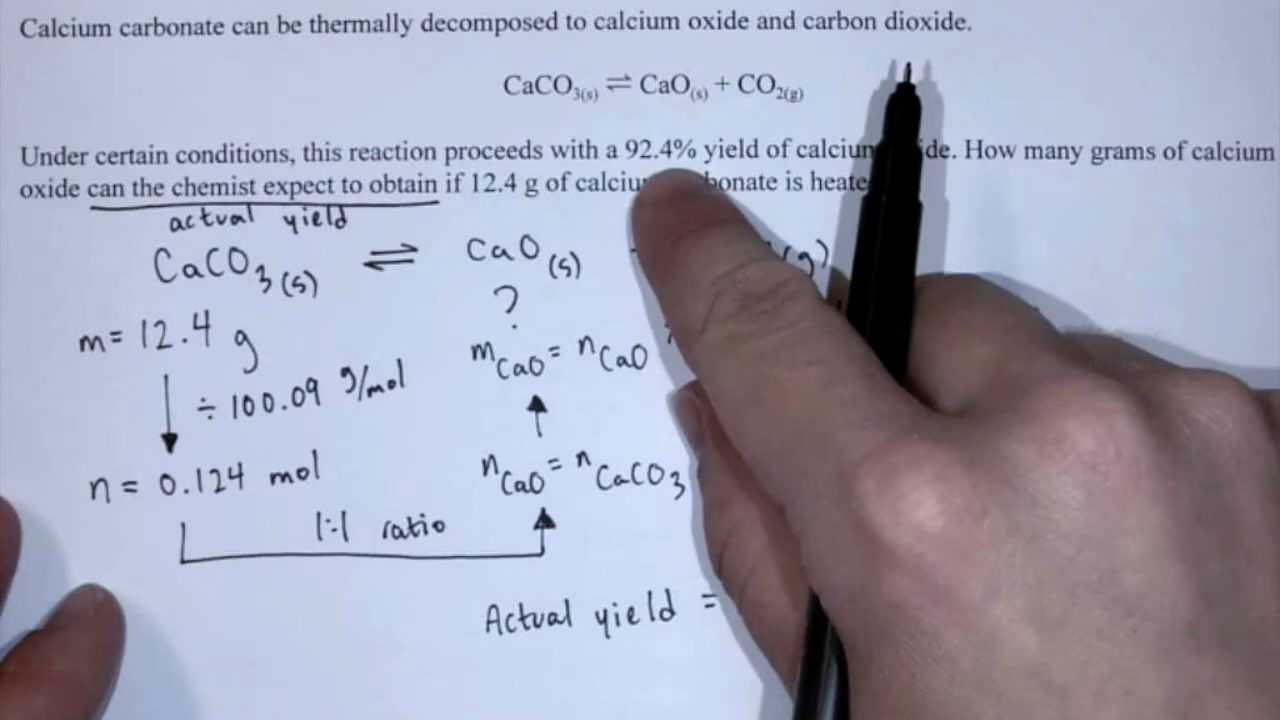 Calcium carbonate can be thermally decomposed to calcium oxide and carbon dioxide.
CaCO₃(s) ⇌ CaO(s) + CO₂(g)
Under certain conditions, this reaction proceeds with a 92.4% yield of calcium de. How many grams of calcium
oxide can the chemist expect to obtain if 12.4 g of calciu bonate is heate
actual yield
CaCO₃(s) ⇌ CaO(s) (g)
?
m = 12.4 g
mCaO = nCaO
÷ 100.09 g/mol
n = 0.124 mol
nCaO = nCaCO₃
1:1 ratio
Actual yield =